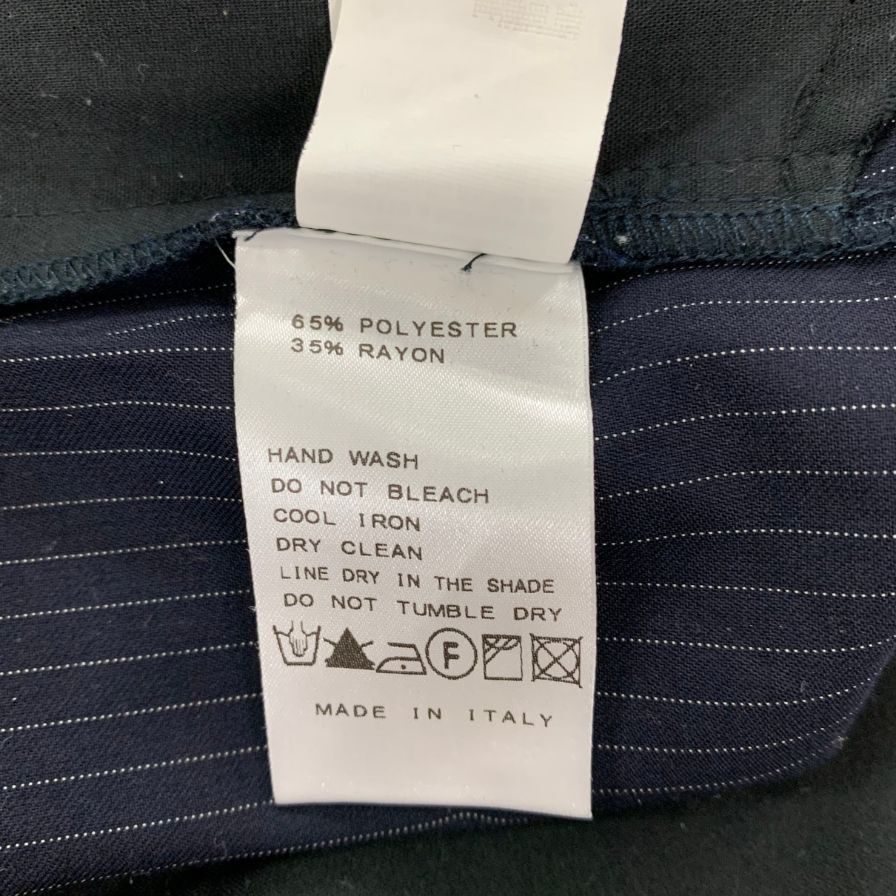 65% POLYESTER
35% RAYON
HAND WASH
DO NOT BLEACH
COOL IRON
DRY CLEAN
LINE DRY IN THE SHADE
DO NOT TUMBLE DRY
F
MADE IN ITALY